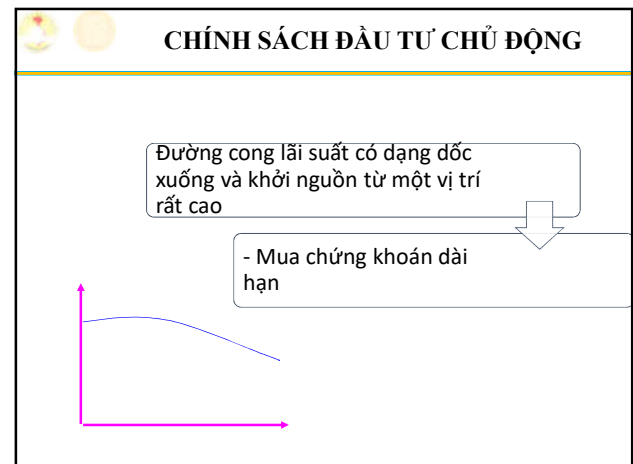 CHÍNH SÁCH ĐẦU TƯ CHỦ ĐỘNG
Đường cong lãi suất có dạng dốc
xuống và khởi nguồn từ một vị trí
rất cao
- Mua chứng khoán dài
hạn